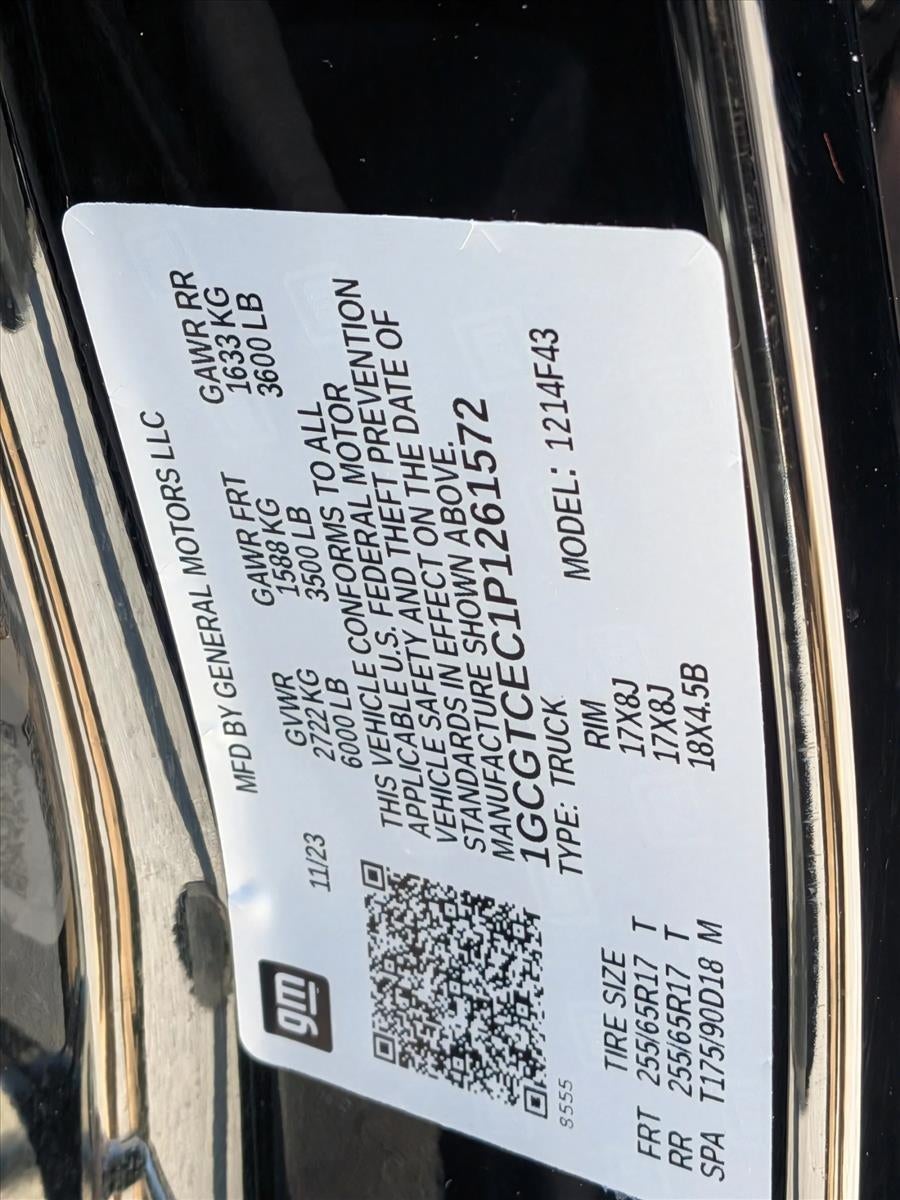 gm
MFD BY GENERAL MOTORS LLC
11/23 GVWR GAWR FRT GAWR RR
2722 KG 1588 KG 1633 KG
6000 LB 3500 LB 3600 LB
THIS VEHICLE CONFORMS TO ALL
APPLICABLE U.S. FEDERAL MOTOR
VEHICLE SAFETY AND THEFT PREVENTION
STANDARDS IN EFFECT ON THE DATE OF
MANUFACTURE SHOWN ABOVE.
1GCGTCEC1P1261572
TYPE: TRUCK MODEL: 1214F43
8555
TIRE SIZE RIM
FRT 255/65R17 T 17X8J
RR 255/65R17 T 17X8J
SPA T175/90D18 M 18X4.5B